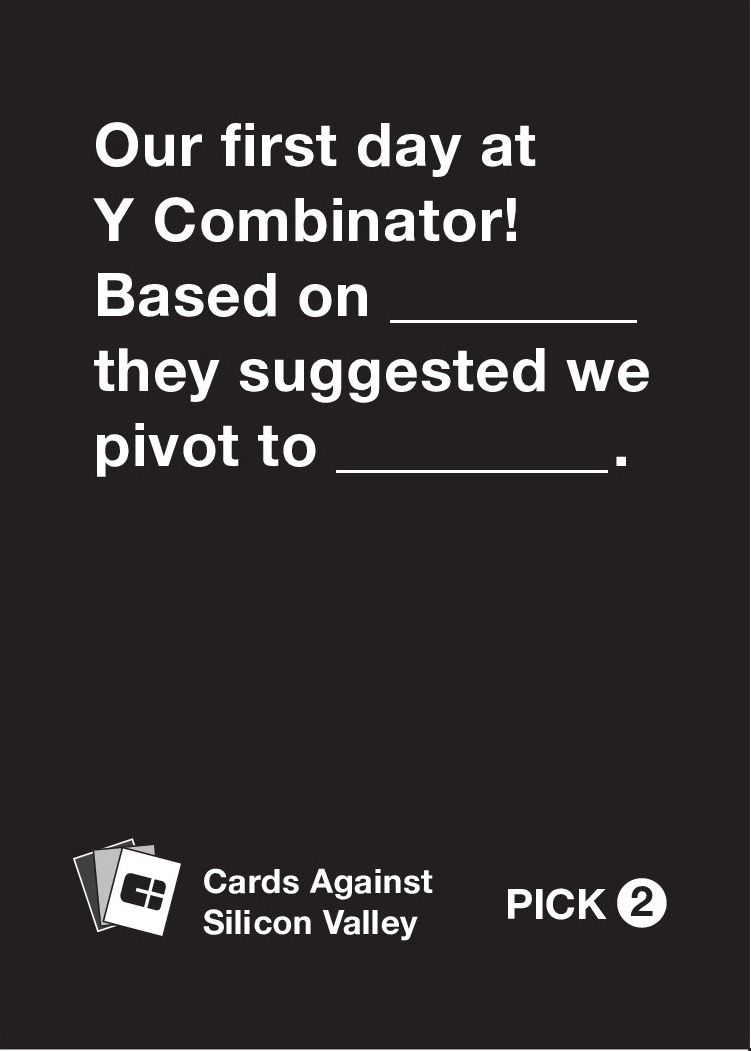 Our first day at
Y Combinator!
Based on ________
they suggested we
pivot to _________.
Cards Against
Silicon Valley
PICK 2